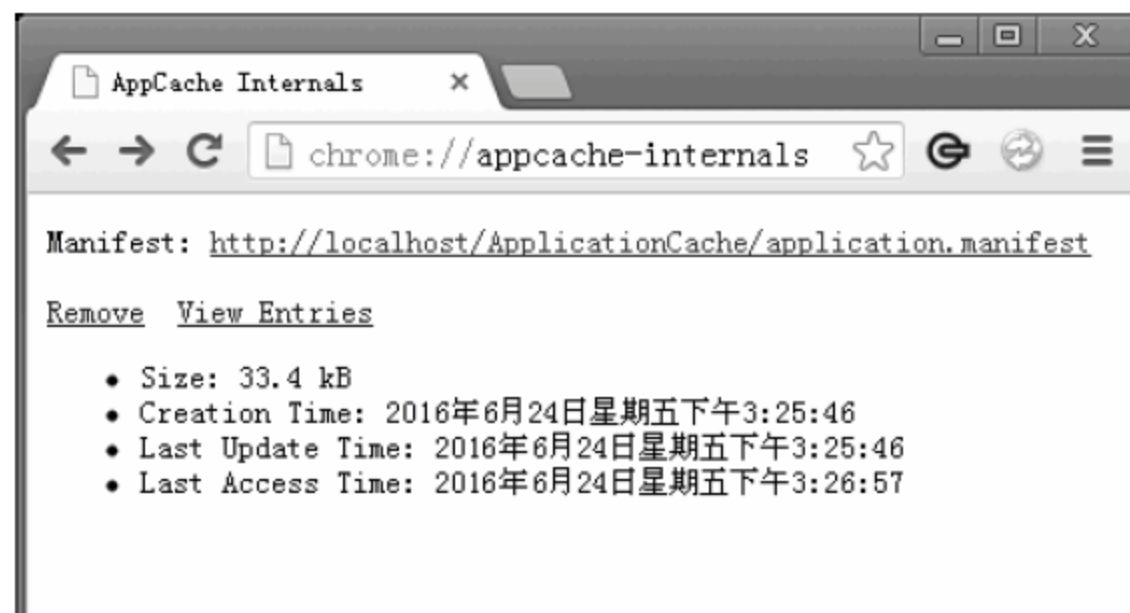 AppCache Internals
chrome://appcache-internals
Manifest: http://localhost/ApplicationCache/application.manifest
Remove View Entries
Size: 33.4 kB
Creation Time: 2016年6月24日星期五下午3:25:46
Last Update Time: 2016年6月24日星期五下午3:25:46
Last Access Time: 2016年6月24日星期五下午3:26:57